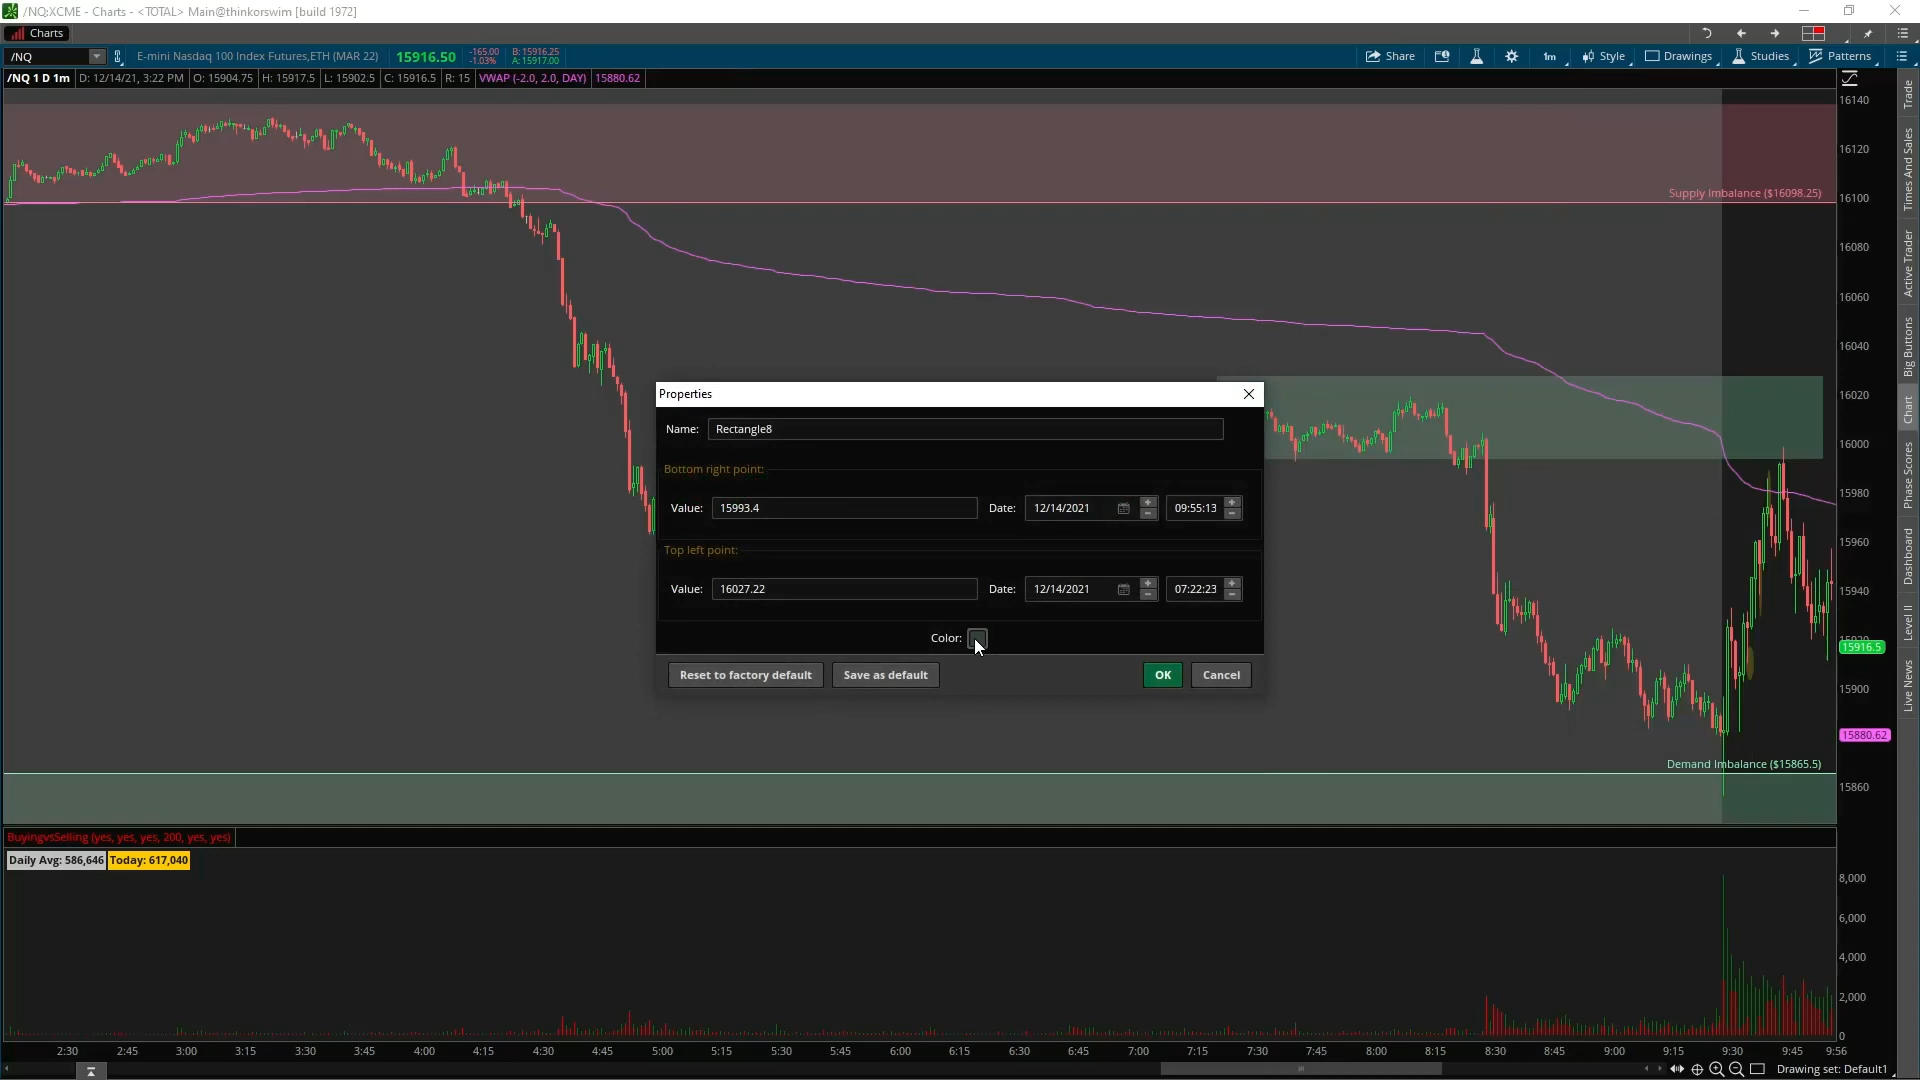 /NQ:XCME - Charts - <TOTAL> Main@thinkorswim [build 1972]
Charts
/NQ E-mini Nasdaq 100 Index Futures,ETH (MAR 22) 15916.50 -165.00 -1.03% B: 15916.25 A: 15917.00 Share 1m Style Drawings Studies Patterns
/NQ 1 D 1m D: 12/14/21, 3:22 PM O: 15904.75 H: 15917.5 L: 15902.5 C: 15916.5 R: 15 VWAP (-2.0, 2.0, DAY) 15880.62
16140
16120
Supply Imbalance ($16098.25)
16100
16080
16060
16040
16020
16000
15980
15960
15940
15920
15916.5
15900
15880.62
Demand Imbalance ($15865.5)
15860
Properties
Name: Rectangle8
Bottom right point:
Value: 15993.4 Date: 12/14/2021 09:55:13
Top left point:
Value: 16027.22 Date: 12/14/2021 07:22:23
Color:
Reset to factory default Save as default OK Cancel
BuyingvsSelling (yes, yes, yes, 200, yes, yes)
Daily Avg: 586,646 Today: 617,040
8,000
6,000
4,000
2,000
0
2:30 2:45 3:00 3:15 3:30 3:45 4:00 4:15 4:30 4:45 5:00 5:15 5:30 5:45 6:00 6:15 6:30 6:45 7:00 7:15 7:30 7:45 8:00 8:15 8:30 8:45 9:00 9:15 9:30 9:45 9:56
Drawing set: Default1
Trade
Times And Sales
Active Trader
Big Buttons
Chart
Phase Scores
Dashboard
Level II
Live News